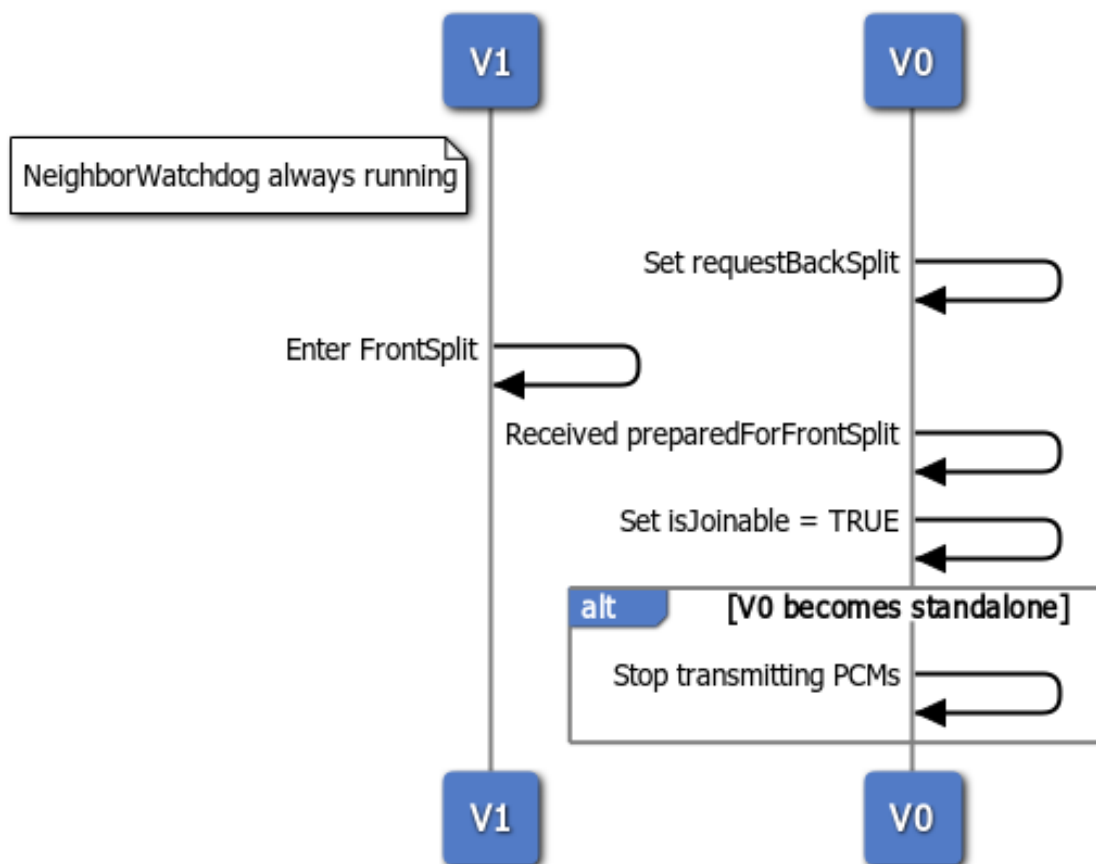 V1
V0
NeighborWatchdog always running
Set requestBackSplit
Enter FrontSplit
Received preparedForFrontSplit
Set isJoinable = TRUE
alt
[V0 becomes standalone]
Stop transmitting PCMs
V1
V0